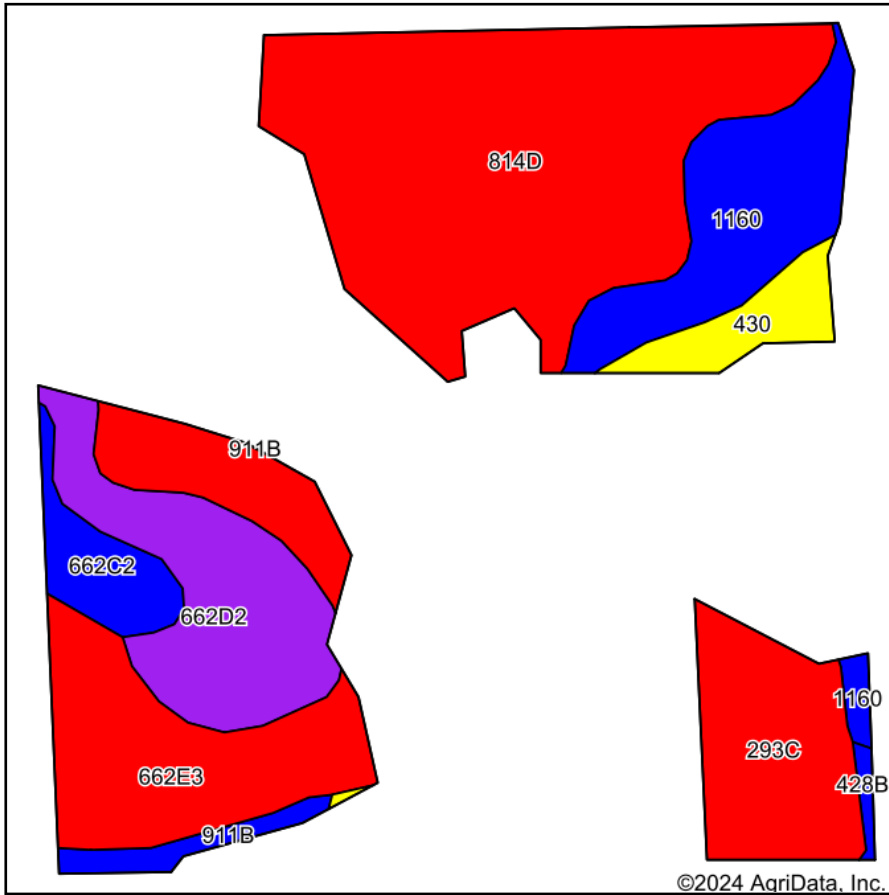 814D
1160
430
911B
662C2
662D2
1160
293C
662E3
428B
911B
©2024 AgriData, Inc.